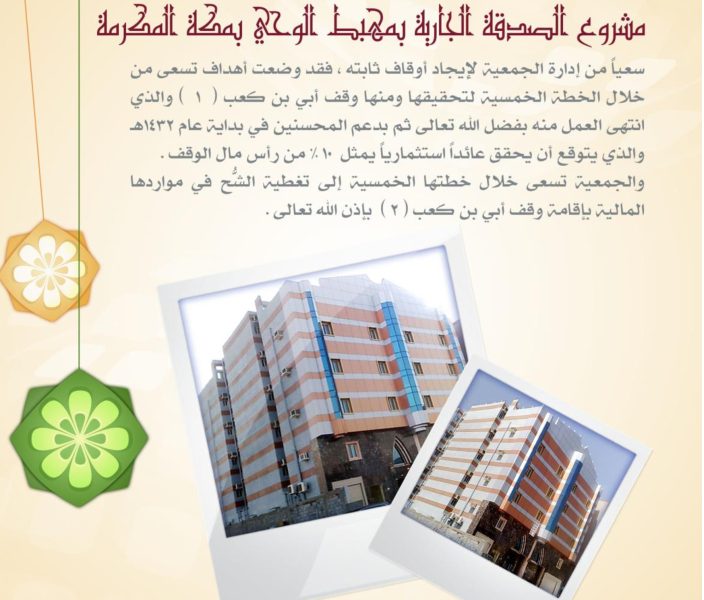 مشروع الصدقة الجارية بمهبط الوحي بمكة المكرمة
سعياً من إدارة الجمعية لإيجاد أوقاف ثابته ، فقد وضعت أهداف تسعى من
خلال الخطة الخمسية لتحقيقها ومنها وقف أبي بن كعب ( ١ ) والذي
انتهى العمل منه بفضل الله تعالى ثم بدعم المحسنين في بداية عام ١٤٣٢هـ
والذي يتوقع أن يحقق عائداً استثمارياً يمثل ١٠ ٪ من رأس مال الوقف .
والجمعية تسعى خلال خطتها الخمسية إلى تغطية الشُّح في مواردها
المالية بإقامة وقف أبي بن كعب ( ٢ ) بإذن الله تعالى .